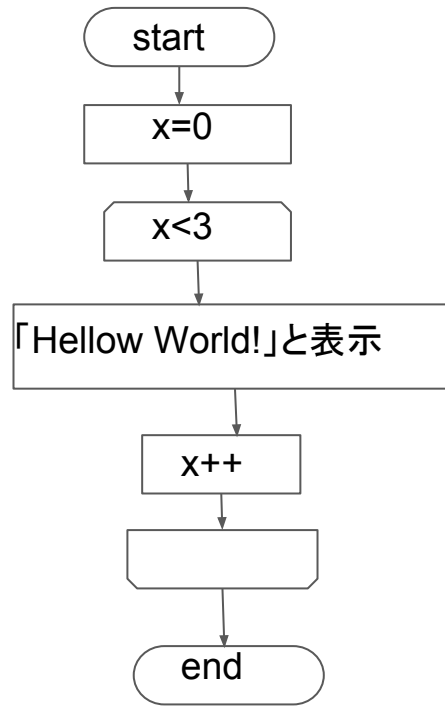 start
x=0
x<3
「Hellow World!」と表示
x++
end